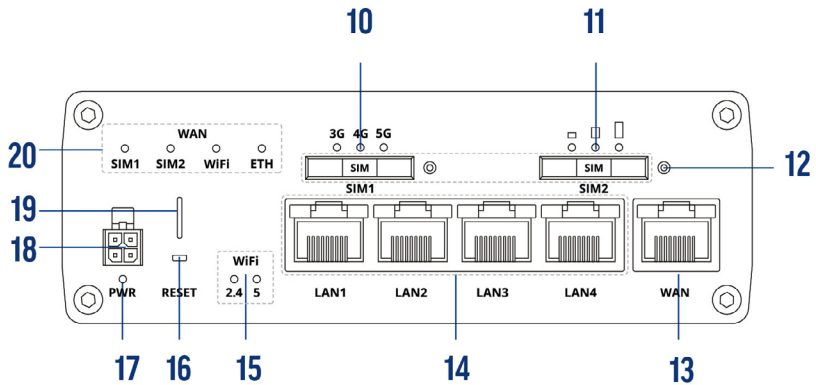 10
11
WAN
SIM1 SIM2 WiFi ETH
20
3G 4G 5G
SIM
SIM1
SIM
SIM2
12
19
18
WiFi
2.4 5
PWR
RESET
LAN1
LAN2
LAN3
LAN4
WAN
17
16
15
14
13